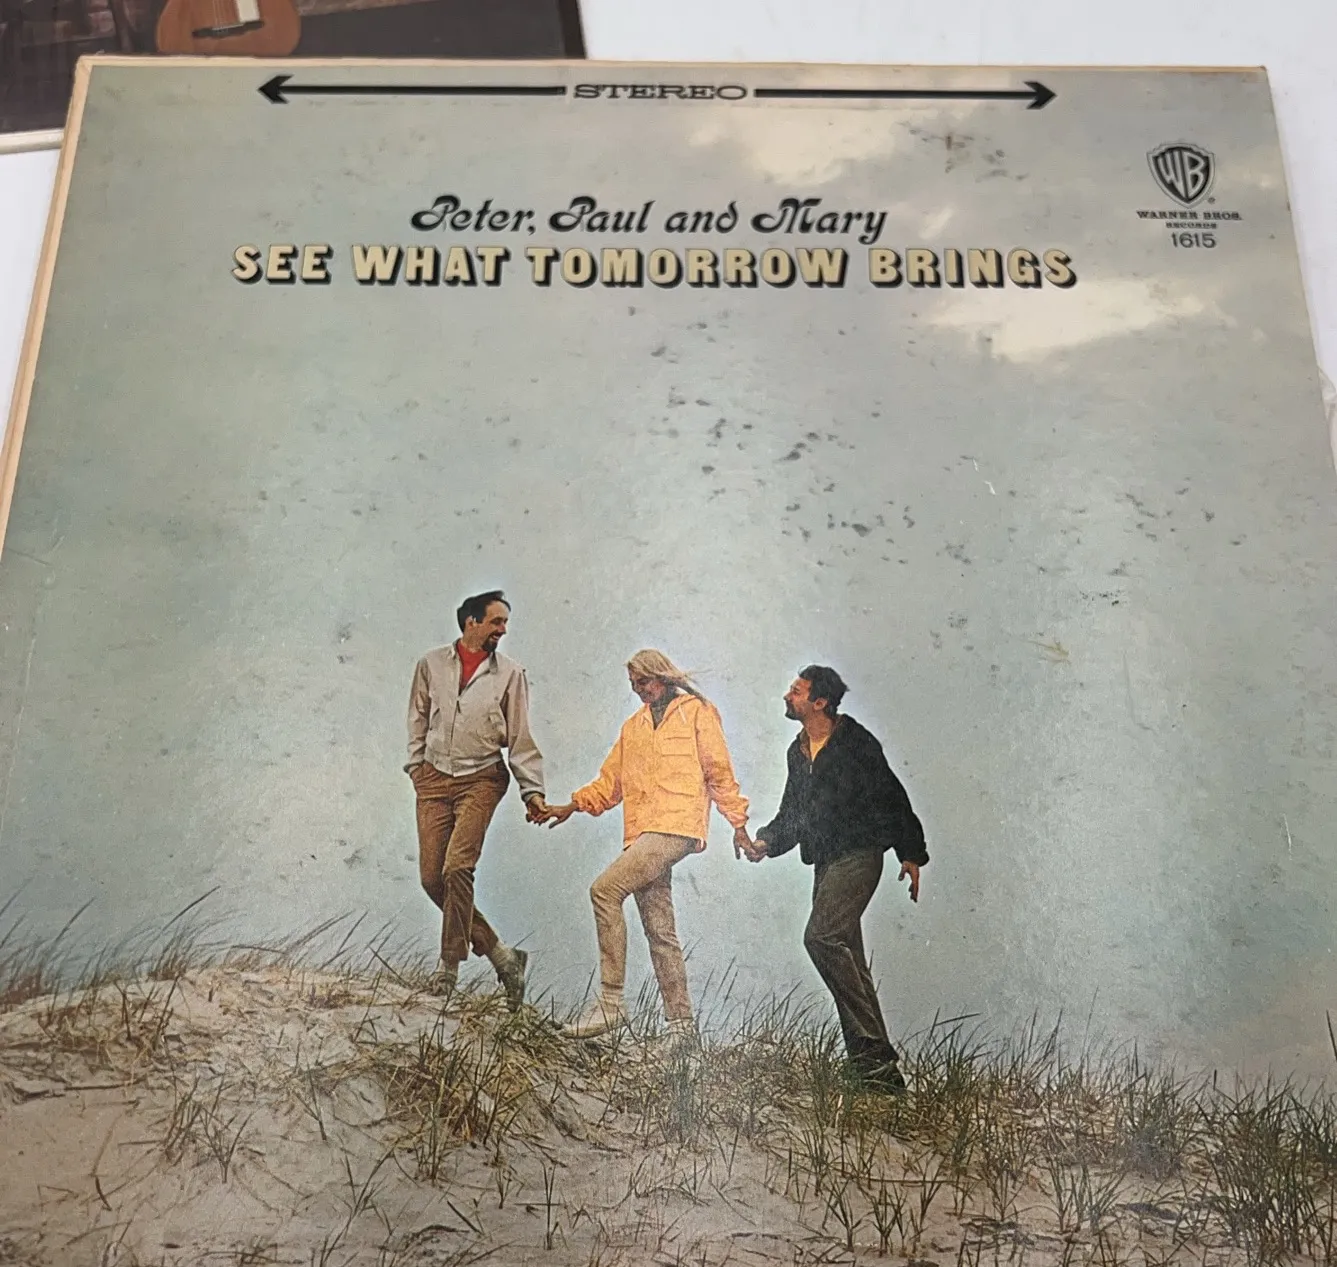 STEREO
Peter, Paul and Mary
SEE WHAT TOMORROW BRINGS
WB
WARNER BROS.
RECORDS
1615